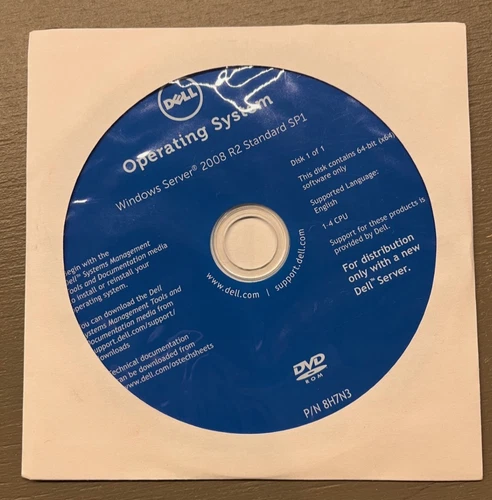 DELL
Operating System
Windows Server® 2008 R2 Standard SP1
Disk 1 of 1
This disk contains 64-bit (x64)
software only
Supported Language:
English
1-4 CPU
Support for these products is
provided by Dell.
For distribution
only with a new
Dell™ Server.
Begin with the
Dell™ Systems Management
Tools and Documentation media
to install or reinstall your
operating system.
You can download the Dell
Systems Management Tools and
Documentation media from
support.dell.com/support/
downloads
Technical documentation
can be downloaded from
www.dell.com/ostechsheets
www.dell.com | support.dell.com
DVD
ROM
P/N 8H7N3